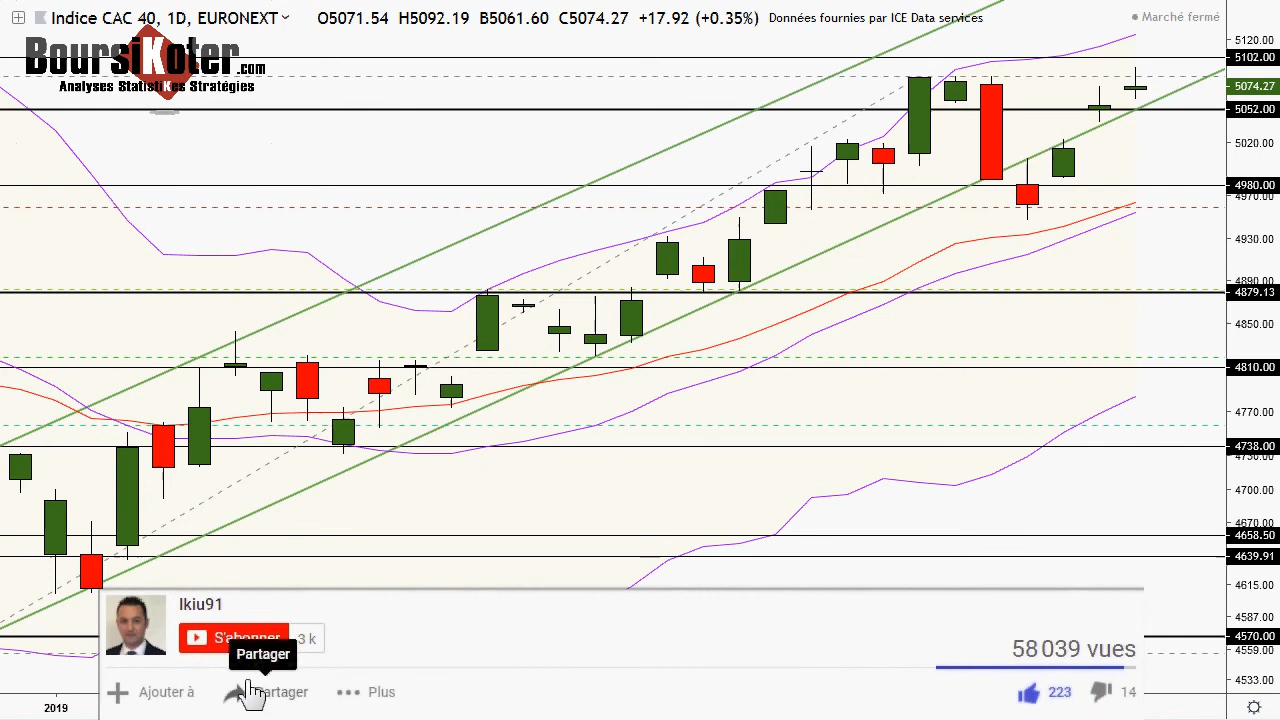 Indice CAC 40, 1D, EURONEXT O5071.54 H5092.19 B5061.60 C5074.27 +17.92 (+0.35%) Données fournies par ICE Data services
Marché fermé
BoursiKoter.com
Analyses StatistiKes Stratégies
5120.00
5102.00
5074.27
5052.00
5020.00
4980.00
4970.00
4930.00
4890.00
4879.13
4850.00
4810.00
4770.00
4738.00
4730.00
4700.00
4670.00
4658.50
4639.91
4615.00
4587.00
4570.00
4559.00
4533.00
2019
Ikiu91
S'abonner 3 k
Partager
58 039 vues
Ajouter à Partager Plus
223 14